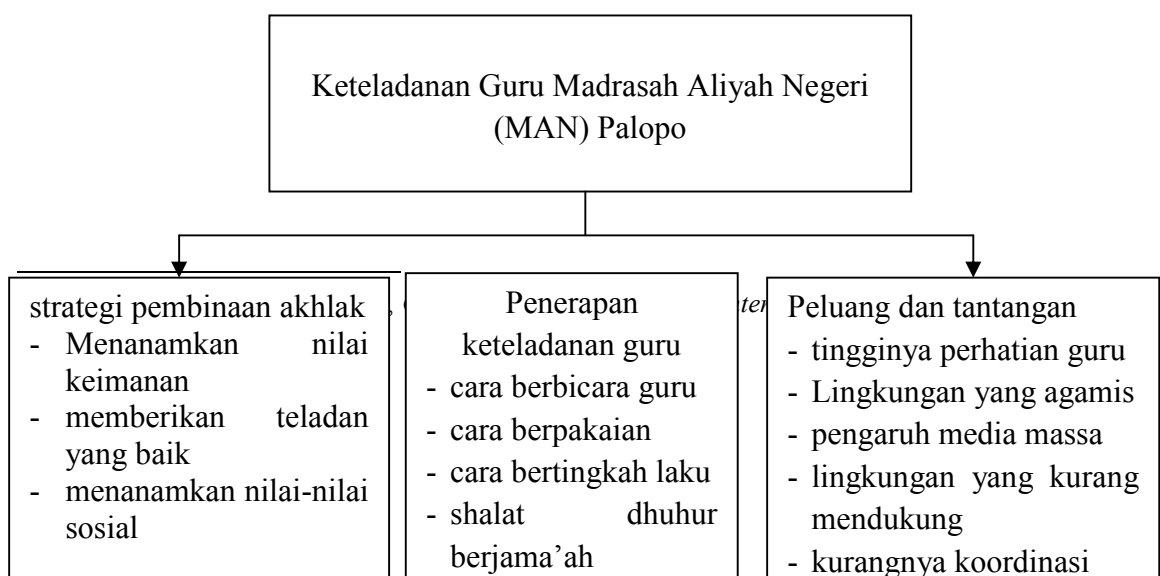 Keteladanan Guru Madrasah Aliyah Negeri
(MAN) Palopo
strategi pembinaan akhlak
- Menanamkan nilai
keimanan
- memberikan teladan
yang baik
- menanamkan nilai-nilai
sosial
Penerapan
keteladanan guru
- cara berbicara guru
- cara berpakaian
- cara bertingkah laku
- shalat dhuhur
berjama’ah
Peluang dan tantangan
- tingginya perhatian guru
- Lingkungan yang agamis
- pengaruh media massa
- lingkungan yang kurang
mendukung
- kurangnya koordinasi